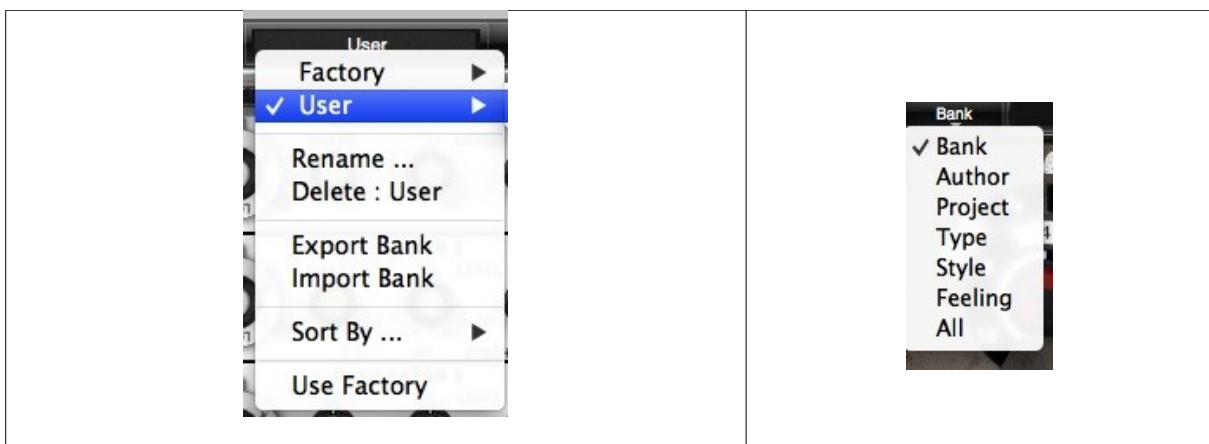 User
Factory
User
Rename ...
Delete : User
Export Bank
Import Bank
Sort By ...
Use Factory
Bank
Bank
Author
Project
Type
Style
Feeling
All
4